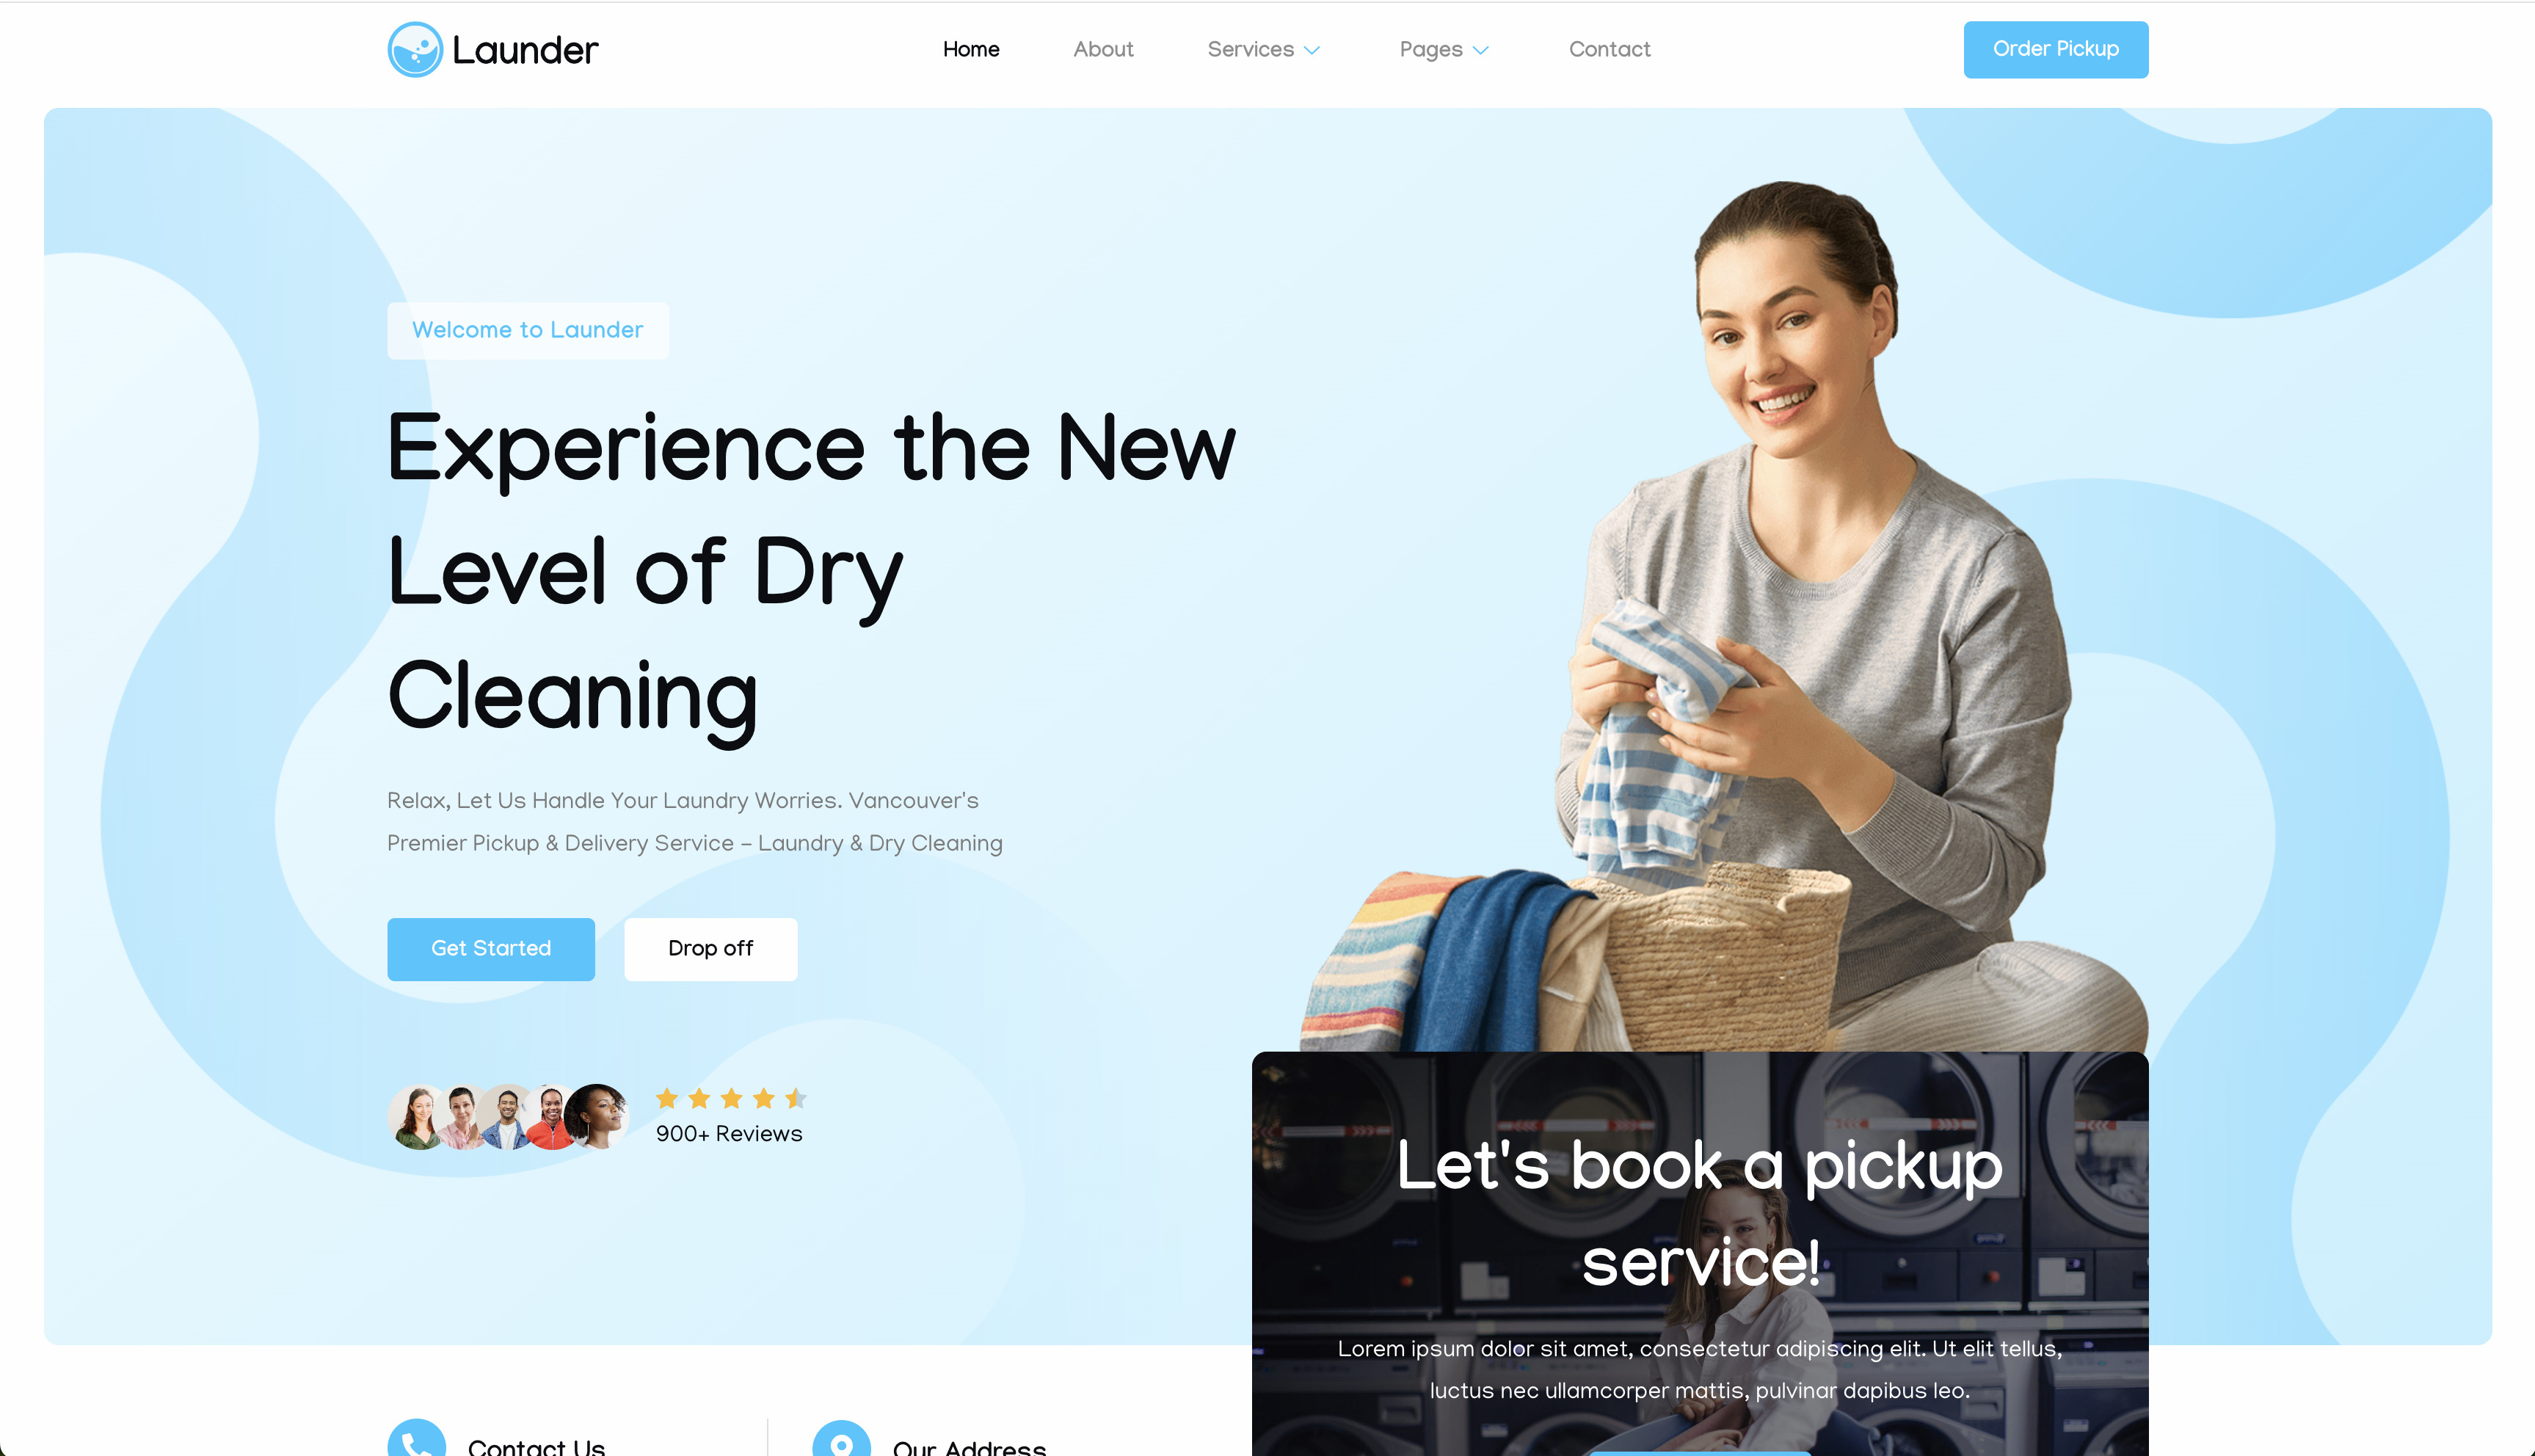 Launder
Home
About
Services
Pages
Contact
Order Pickup
Welcome to Launder
Experience the New
Level of Dry
Cleaning
Relax, Let Us Handle Your Laundry Worries. Vancouver's
Premier Pickup & Delivery Service – Laundry & Dry Cleaning
Get Started
Drop off
900+ Reviews
Let's book a pickup
service!
Lorem ipsum dolor sit amet, consectetur adipiscing elit. Ut elit tellus,
luctus nec ullamcorper mattis, pulvinar dapibus leo.
Contact Us
Our Address